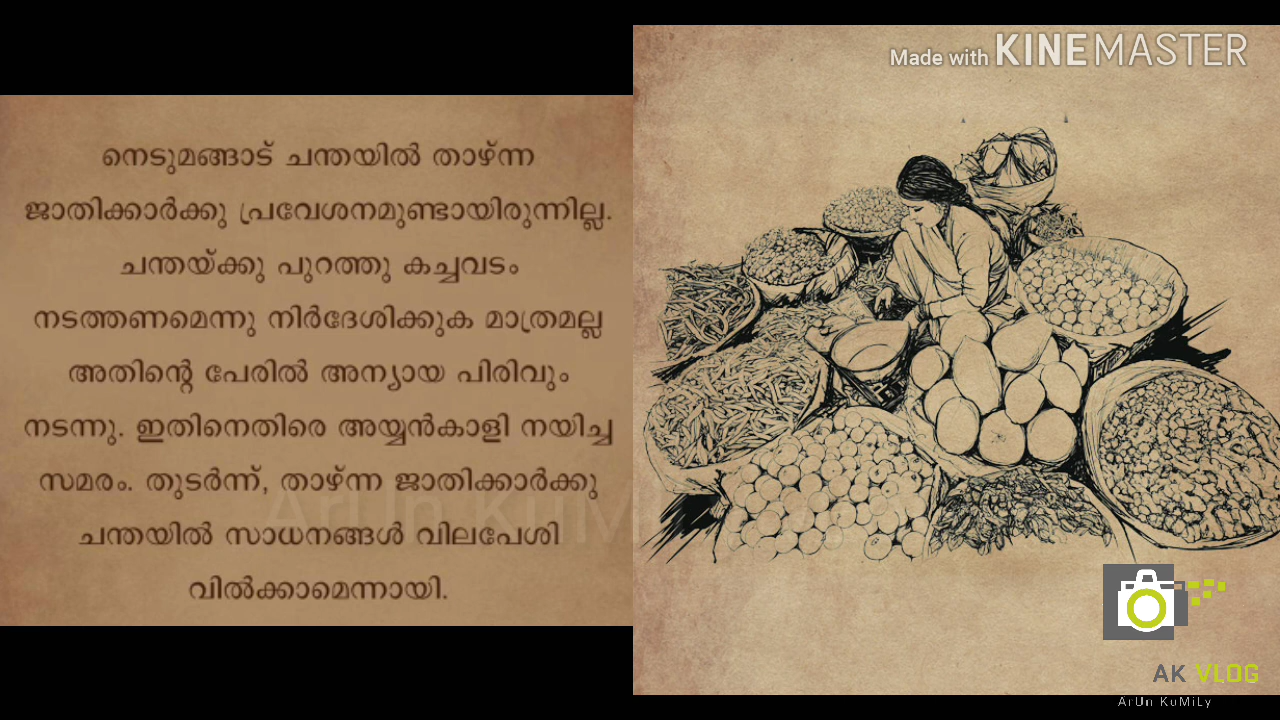 നെടുമങ്ങാട് ചന്തയിൽ താഴ്ന്ന
ജാതിക്കാർക്കു പ്രവേശനമുണ്ടായിരുന്നില്ല.
ചന്തയ്ക്കു പുറത്തു കച്ചവടം
നടത്തണമെന്നു നിർദേശിക്കുക മാത്രമല്ല
അതിന്റെ പേരിൽ അന്യായ പിരിവും
നടന്നു. ഇതിനെതിരെ അയ്യൻകാളി നയിച്ച
സമരം. തുടർന്ന്, താഴ്ന്ന ജാതിക്കാർക്കു
ചന്തയിൽ സാധനങ്ങൾ വിലപേശി
വിൽക്കാമെന്നായി.
Made with KINEMASTER
ArUn KuMiLy
AK VLOG
ArUn KuMiLy